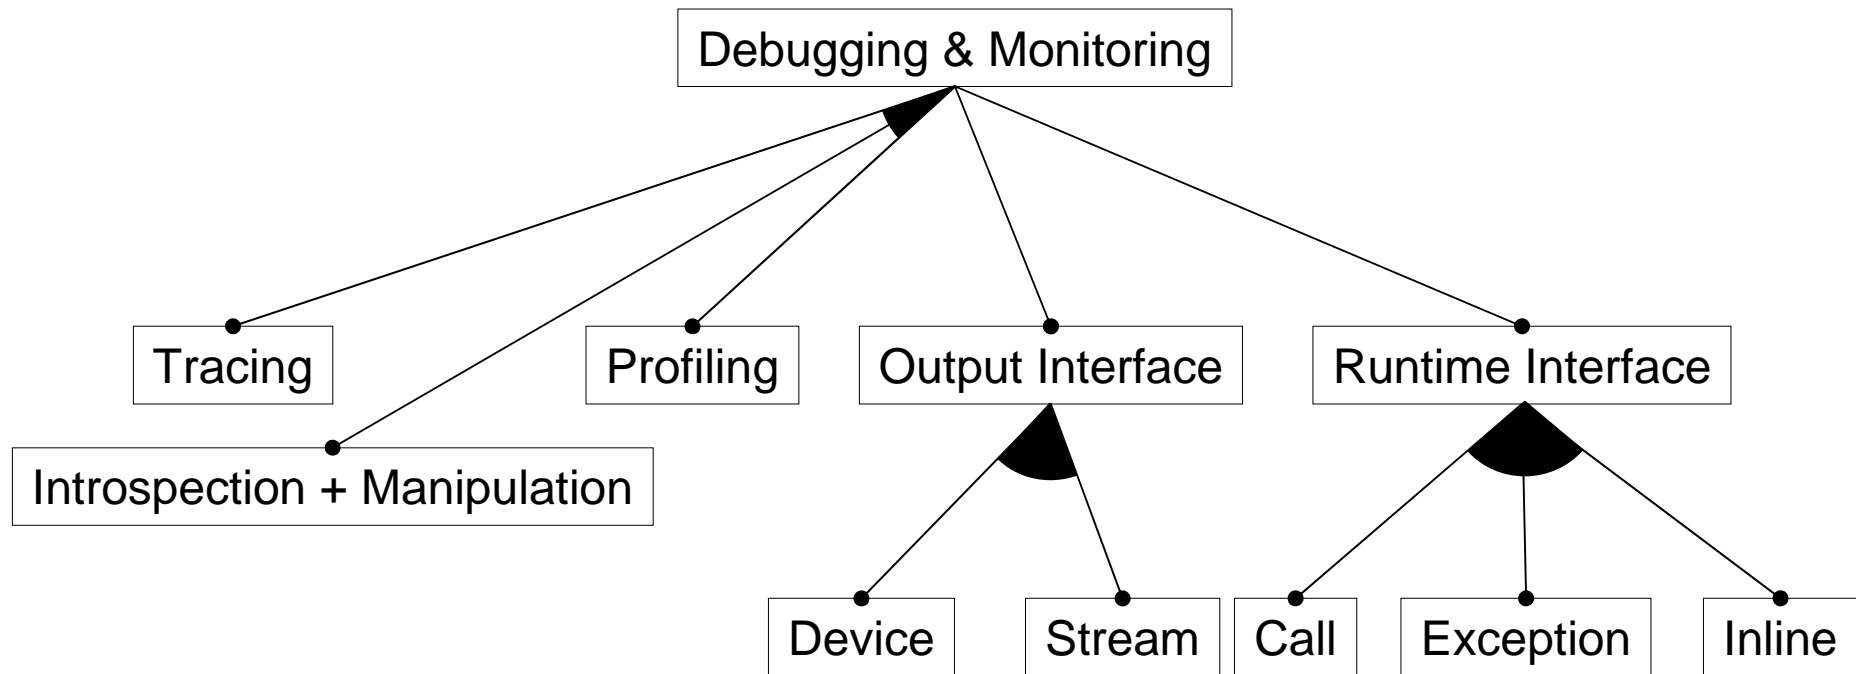 Debugging & Monitoring
Tracing
Profiling
Output Interface
Runtime Interface
Introspection + Manipulation
Device
Stream
Call
Exception
Inline